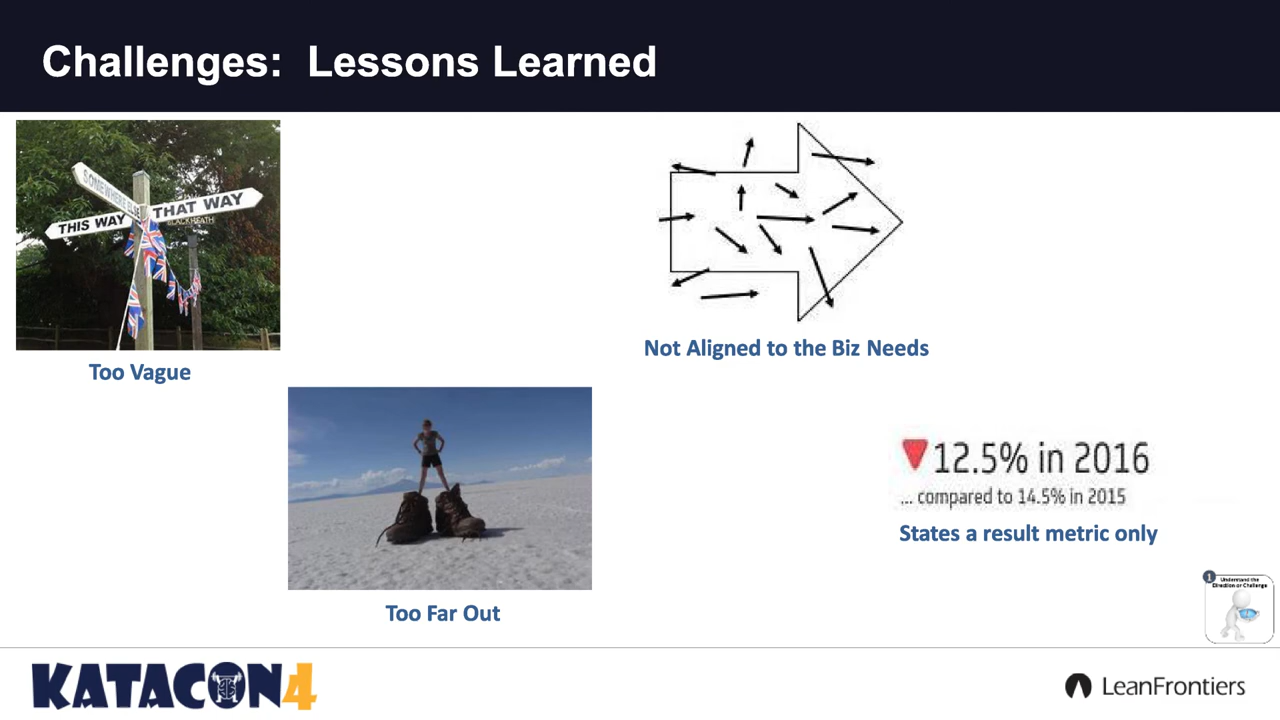 Challenges: Lessons Learned
SOMEWHERE ELSE
THAT WAY
THIS WAY
BLACKHEATH
Too Vague
Not Aligned to the Biz Needs
Too Far Out
12.5% in 2016
... compared to 14.5% in 2015
States a result metric only
1
Understand the
Direction or Challenge
KATACON4
LeanFrontiers